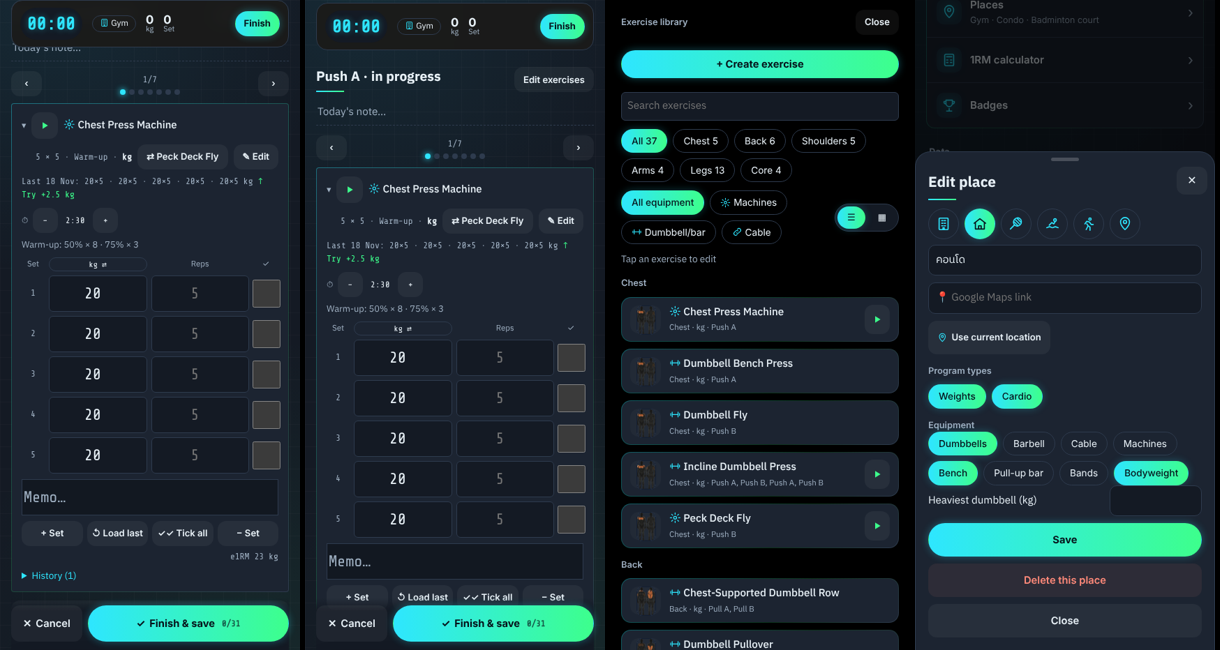 00:00
Gym
0 kg
0 Set
Finish
Today's note...
1/7
Chest Press Machine
5 × 5 · Warm-up · kg
⇄ Peck Deck Fly
✎ Edit
Last 18 Nov: 20×5 · 20×5 · 20×5 · 20×5 · 20×5 kg ↑
Try +2.5 kg
− 2:30 +
Warm-up: 50% × 8 · 75% × 3
Set kg ⇄ Reps ✓
1 20 5
2 20 5
3 20 5
4 20 5
5 20 5
Memo...
+ Set
↺ Load last
✓✓ Tick all
− Set
e1RM 23 kg
History (1)
✕ Cancel
✓ Finish & save 0/31
00:00
Gym
0 kg
0 Set
Finish
Push A · in progress
Edit exercises
Today's note...
1/7
Chest Press Machine
5 × 5 · Warm-up · kg
⇄ Peck Deck Fly
✎ Edit
Last 18 Nov: 20×5 · 20×5 · 20×5 · 20×5 · 20×5 kg ↑
Try +2.5 kg
− 2:30 +
Warm-up: 50% × 8 · 75% × 3
Set kg ⇄ Reps ✓
1 20 5
2 20 5
3 20 5
4 20 5
5 20 5
Memo...
+ Set
↺ Load last
✓✓ Tick all
− Set
✕ Cancel
✓ Finish & save 0/31
Exercise library
Close
+ Create exercise
Search exercises
All 37
Chest 5
Back 6
Shoulders 5
Arms 4
Legs 13
Core 4
All equipment
Machines
Dumbbell/bar
Cable
Tap an exercise to edit
Chest
Chest Press Machine
Chest · kg · Push A
Dumbbell Bench Press
Chest · kg · Push A
Dumbbell Fly
Chest · kg · Push B
Incline Dumbbell Press
Chest · kg · Push A, Push B, Push A, Push B
Peck Deck Fly
Chest · kg · Push B
Back
Chest-Supported Dumbbell Row
Back · kg · Pull A, Pull B
Dumbbell Pullover
Places
Gym · Condo · Badminton court
1RM calculator
Badges
Edit place
✕
คอนโด
Google Maps link
Use current location
Program types
Weights
Cardio
Equipment
Dumbbells
Barbell
Cable
Machines
Bench
Pull-up bar
Bands
Bodyweight
Heaviest dumbbell (kg)
Save
Delete this place
Close